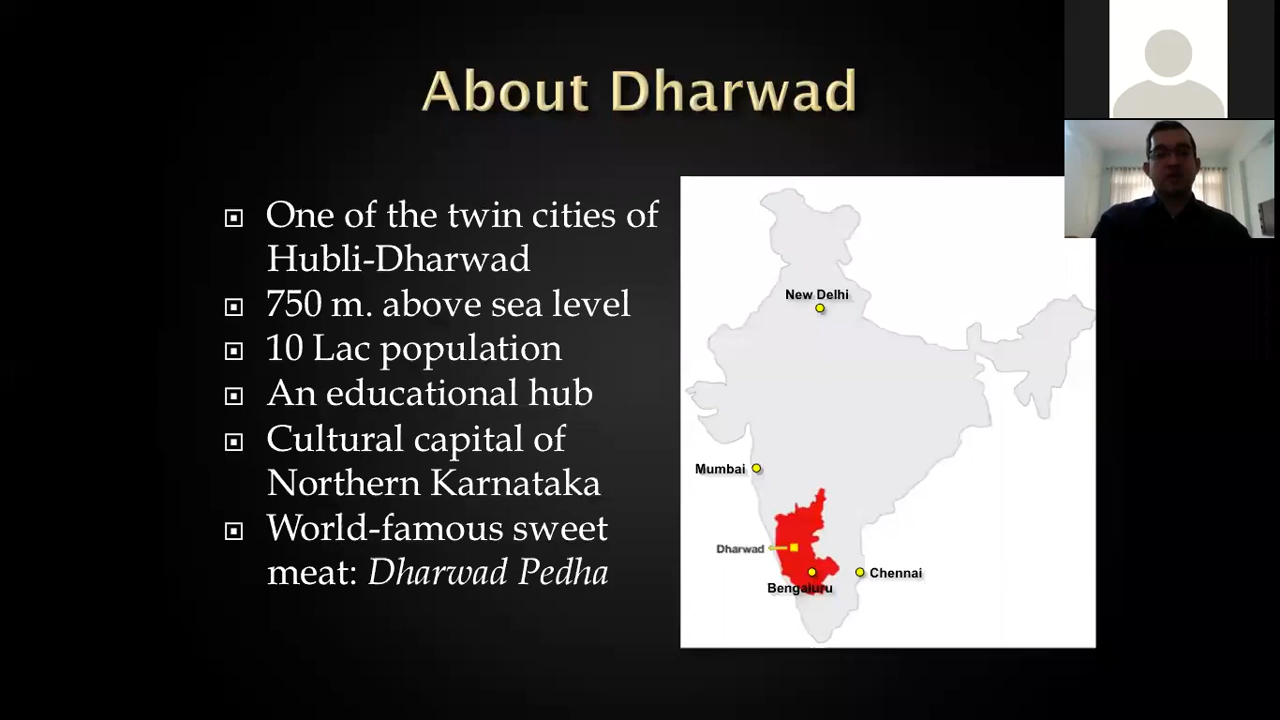 About Dharwad
One of the twin cities of
Hubli-Dharwad
750 m. above sea level
10 Lac population
An educational hub
Cultural capital of
Northern Karnataka
World-famous sweet
meat: Dharwad Pedha
New Delhi
Mumbai
Dharwad
Bengaluru
Chennai